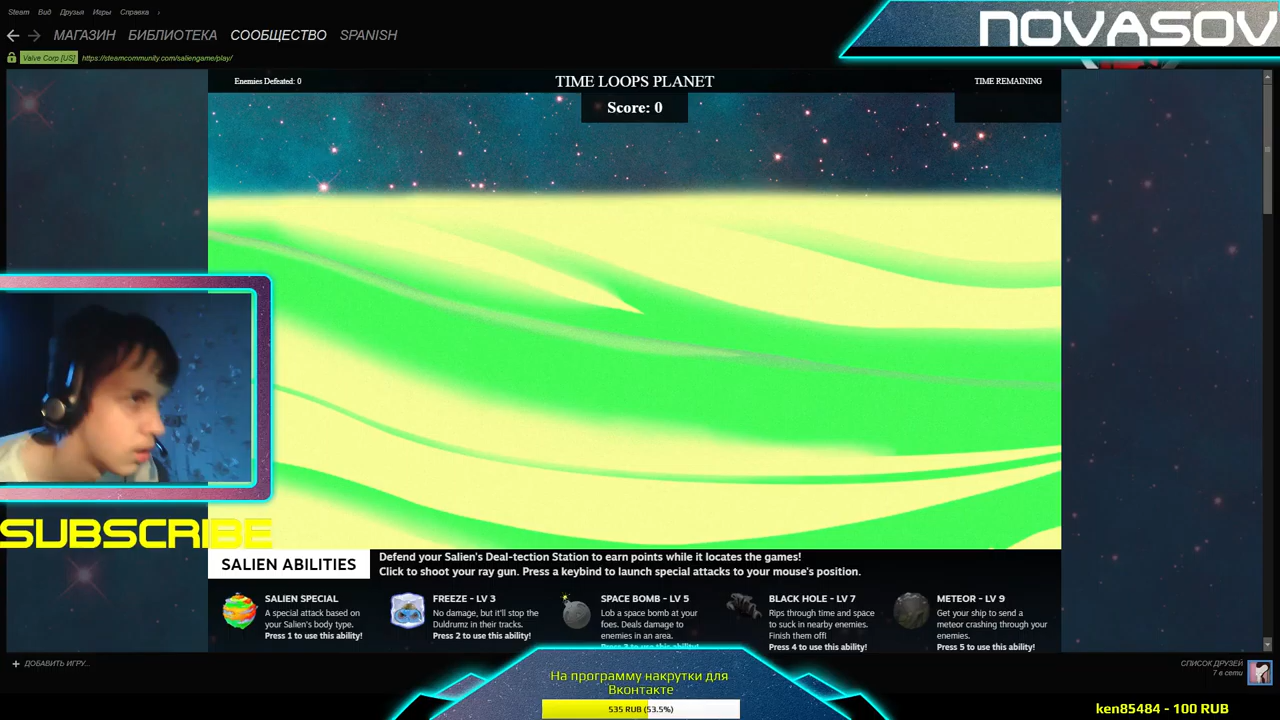 Steam Вид Друзья Игры Справка ›
NOVASOV
МАГАЗИН БИБЛИОТЕКА СООБЩЕСТВО SPANISH
Valve Corp [US] https://steamcommunity.com/saliengame/play/
Enemies Defeated: 0
TIME LOOPS PLANET
TIME REMAINING
Score: 0
SUBSCRIBE
SALIEN ABILITIES
Defend your Salien's Deal-tection Station to earn points while it locates the games!
Click to shoot your ray gun. Press a keybind to launch special attacks to your mouse's position.
SALIEN SPECIAL
A special attack based on
your Salien's body type.
Press 1 to use this ability!
FREEZE - LV 3
No damage, but it'll stop the
Duldrumz in their tracks.
Press 2 to use this ability!
SPACE BOMB - LV 5
Lob a space bomb at your
foes. Deals damage to
enemies in an area.
Press 3 to use this ability!
BLACK HOLE - LV 7
Rips through time and space
to suck in nearby enemies.
Finish them off!
Press 4 to use this ability!
METEOR - LV 9
Get your ship to send a
meteor crashing through your
enemies.
Press 5 to use this ability!
+ ДОБАВИТЬ ИГРУ...
СПИСОК ДРУЗЕЙ
7 в сети
На программу накрутки для
Вконтакте
535 RUB (53.5%)
ken85484 - 100 RUB